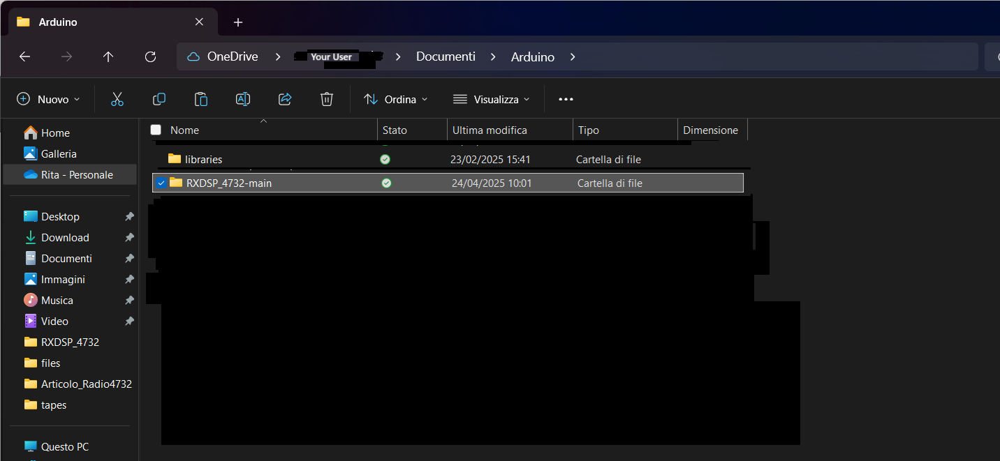 Arduino
OneDrive Your User Documenti Arduino
Nuovo Ordina Visualizza
Nome Stato Ultima modifica Tipo Dimensione
libraries 23/02/2025 15:41 Cartella di file
RXDSP_4732-main 24/04/2025 10:01 Cartella di file
Home
Galleria
Rita - Personale
Desktop
Download
Documenti
Immagini
Musica
Video
RXDSP_4732
files
Articolo_Radio4732
tapes
Questo PC